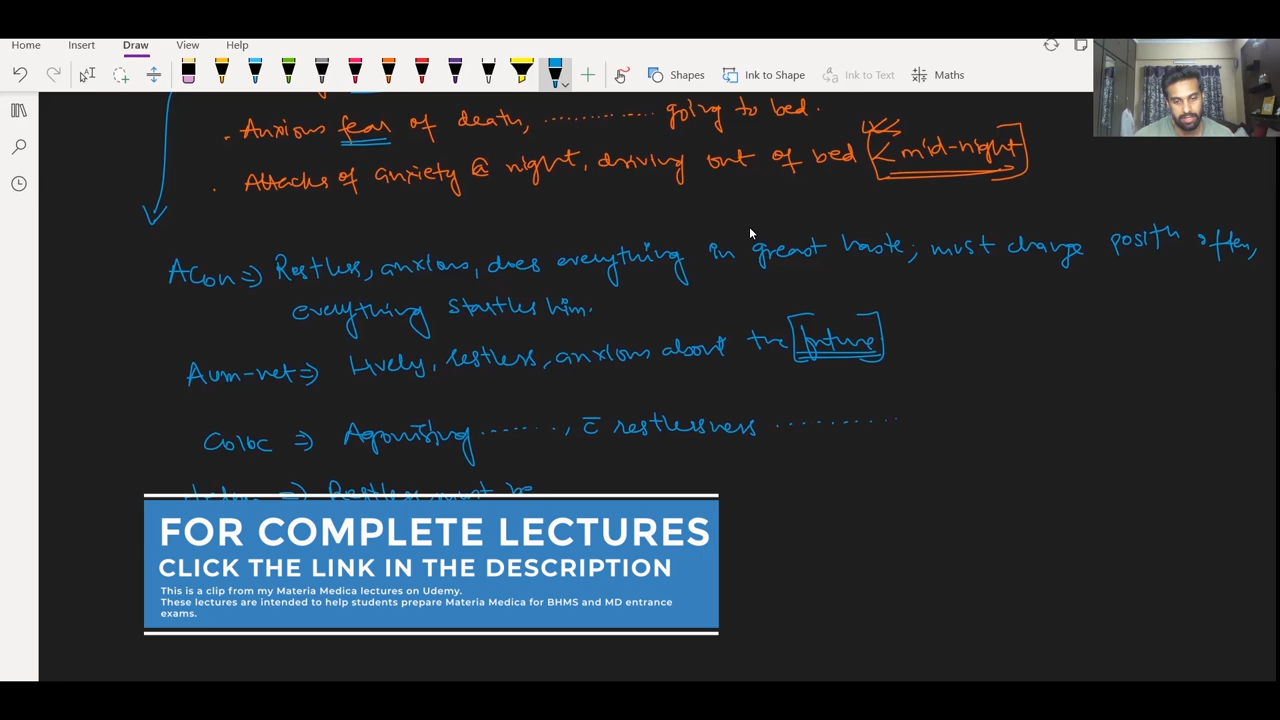 Home Insert Draw View Help
Shapes Ink to Shape Ink to Text Maths
. Anxious fear of death, .............. going to bed.
. Attacks of anxiety @ night, driving out of bed < mid-night
Acon => Restless, anxious, does everything in great haste; must change position often,
everything startles him.
=> Lively, restless, anxious about the future
=> Agonising ......., c̅ restlessness ..........
=> Restless, must be
FOR COMPLETE LECTURES
CLICK THE LINK IN THE DESCRIPTION
This is a clip from my Materia Medica lectures on Udemy.
These lectures are intended to help students prepare Materia Medica for BHMS and MD entrance
exams.